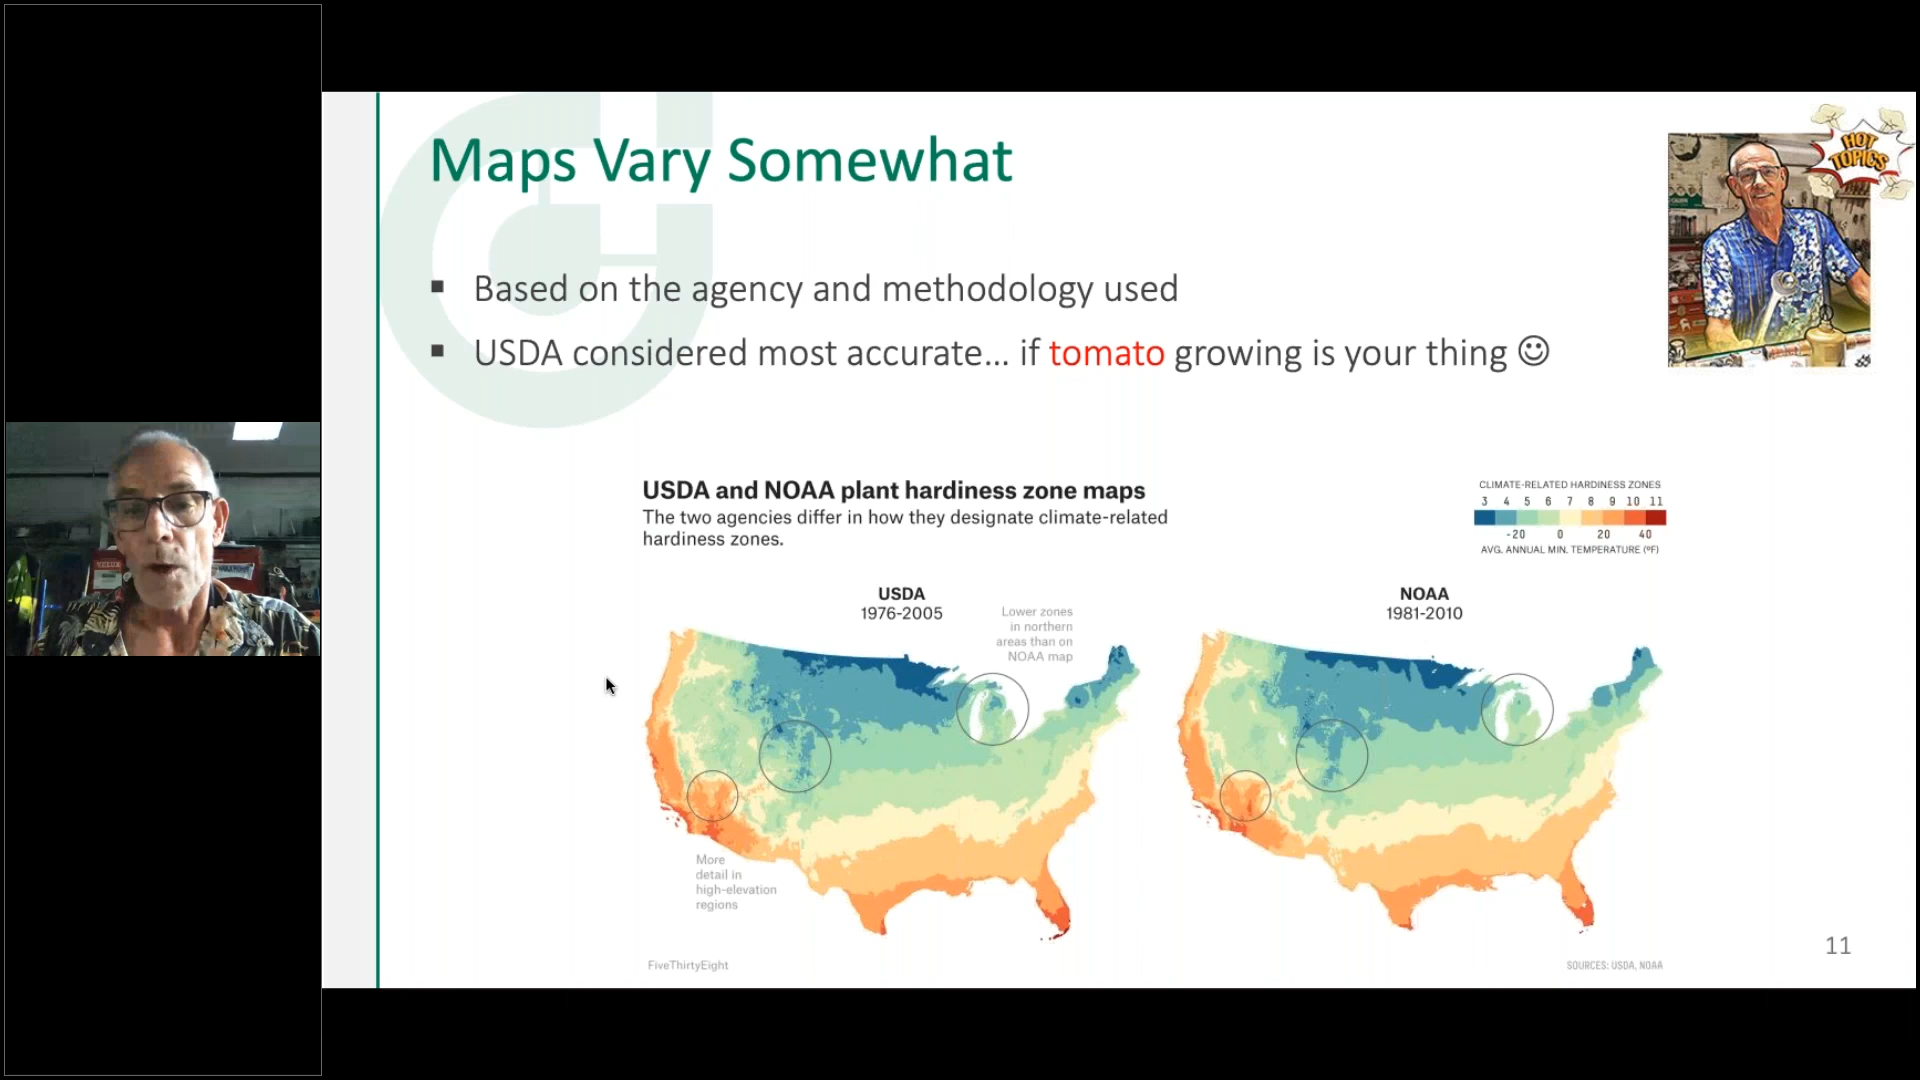 Maps Vary Somewhat
HOT
TOPICS
▪ Based on the agency and methodology used
▪ USDA considered most accurate... if tomato growing is your thing ☺
USDA and NOAA plant hardiness zone maps
The two agencies differ in how they designate climate-related
hardiness zones.
CLIMATE-RELATED HARDINESS ZONES
3 4 5 6 7 8 9 10 11
-20 0 20 40
AVG. ANNUAL MIN. TEMPERATURE (ºF)
USDA
1976-2005
Lower zones
in northern
areas than on
NOAA map
NOAA
1981-2010
More
detail in
high-elevation
regions
FiveThirtyEight
SOURCES: USDA, NOAA
11